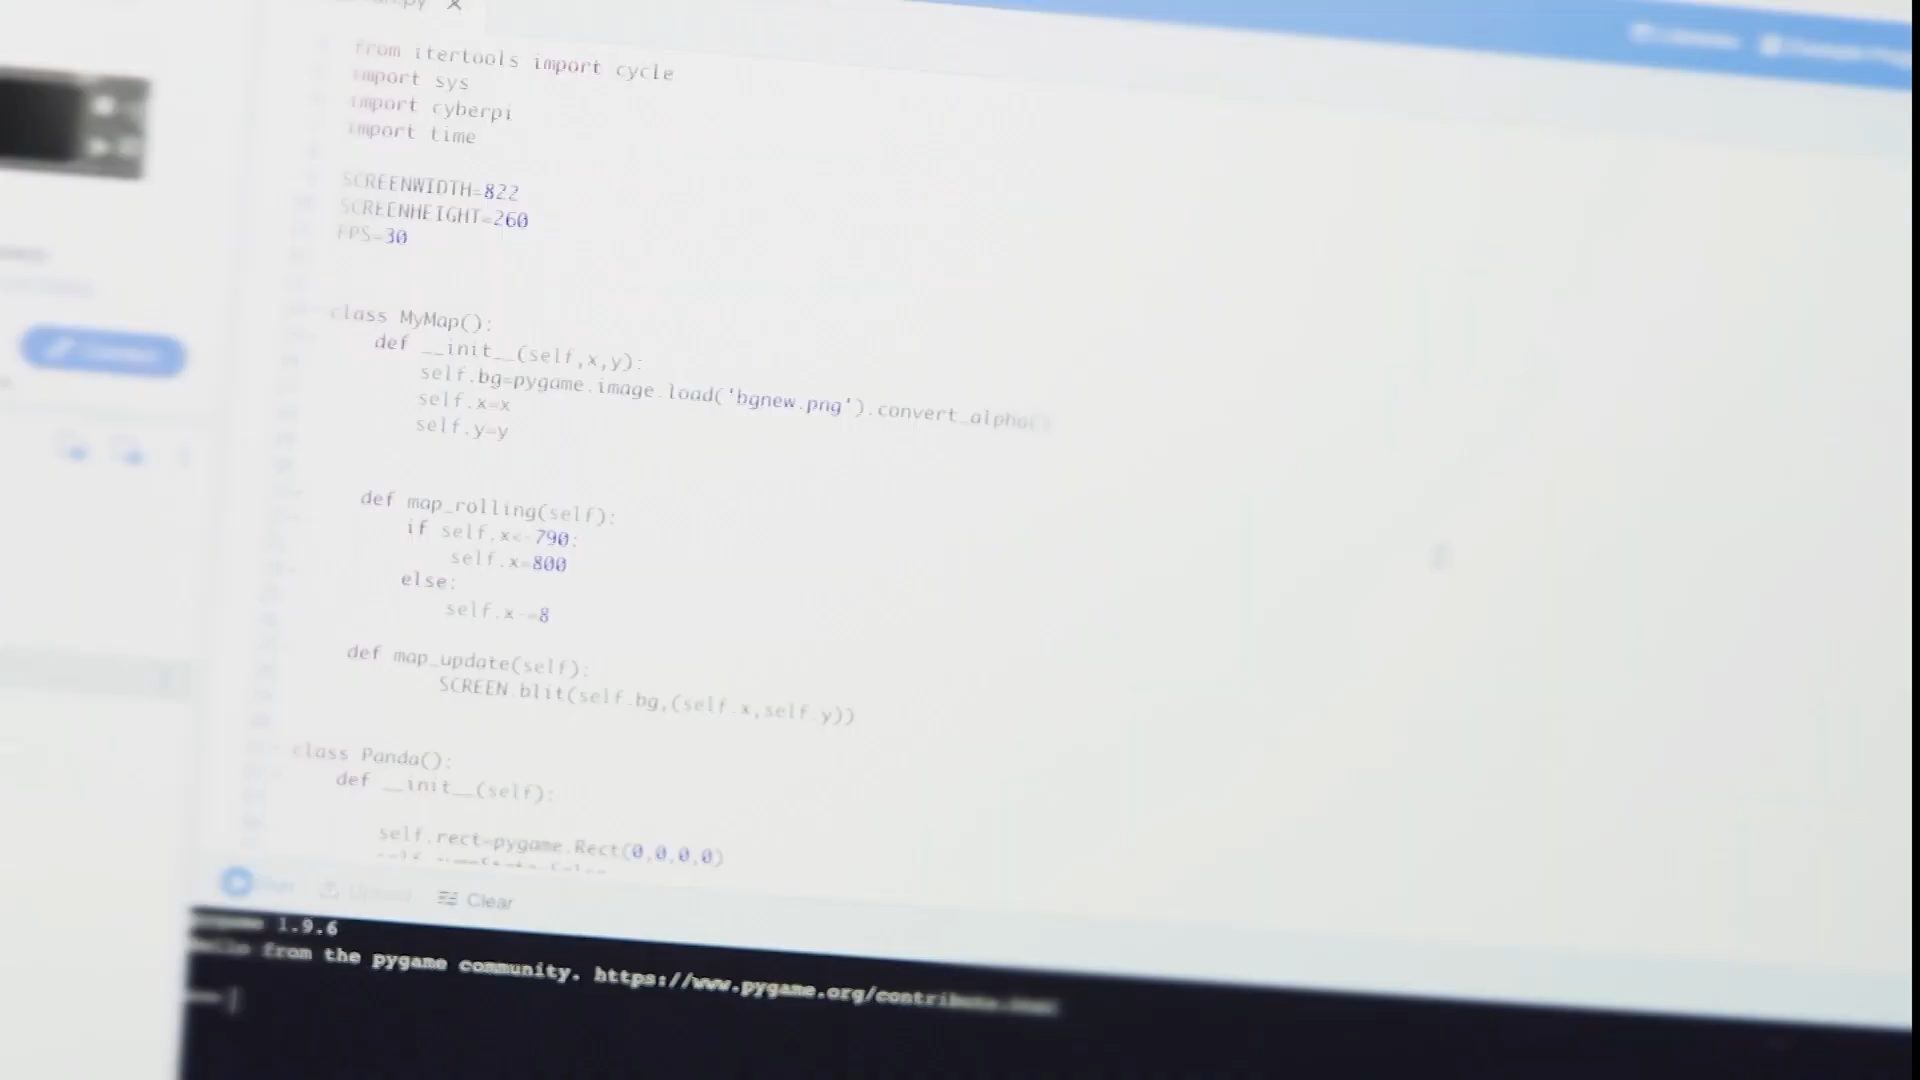 from itertools import cycle
import sys
import cyberpi
import time
SCREENWIDTH=822
SCREENHEIGHT=260
FPS=30
class MyMap():
def __init__(self,x,y):
self.bg=pygame.image.load('bgnew.png').convert_alpha()
self.x=x
self.y=y
def map_rolling(self):
if self.x<-790:
self.x=800
else:
self.x-=8
def map_update(self):
SCREEN.blit(self.bg,(self.x,self.y))
class Panda():
def __init__(self):
self.rect=pygame.Rect(0,0,0,0)
Upload Clear
pygame 1.9.6
Hello from the pygame community. https://www.pygame.org/contribute.html